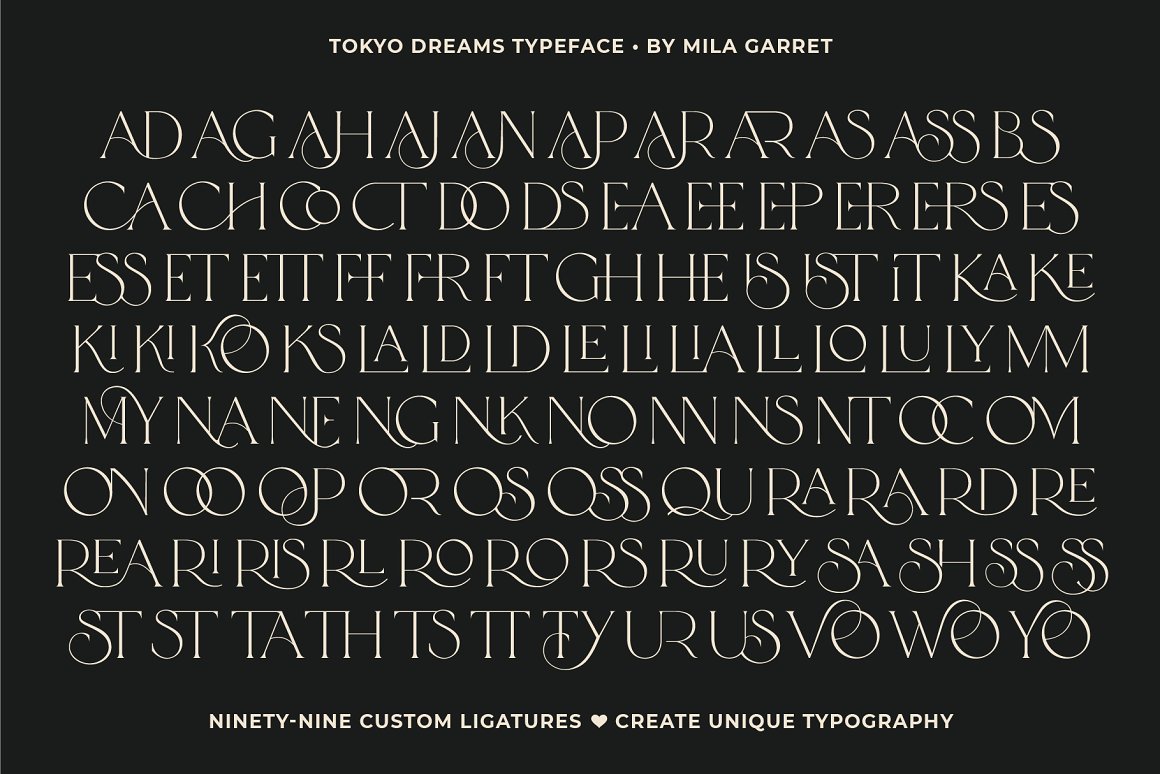 TOKYO DREAMS TYPEFACE • BY MILA GARRET
AD AG AH AJ AN AP AR AR AS ASS BS
CA CH CO CT DO DS EA EE EP ER ERS ES
ESS ET ETT FF FR FT GH HE IS IST IT KA KE
KI KI KO KS LA LD LD LE LI LIA LL LO LU LY MM
MY NA NE NG NK NO NN NS NT OC OM
ON OO OP OR OS OSS QU RA RA RD RE
REA RI RIS RL RO RO RS RU RY SA SH SS SS
ST ST TA TH TS TT TY UR US VO WO YO
NINETY-NINE CUSTOM LIGATURES ♥ CREATE UNIQUE TYPOGRAPHY